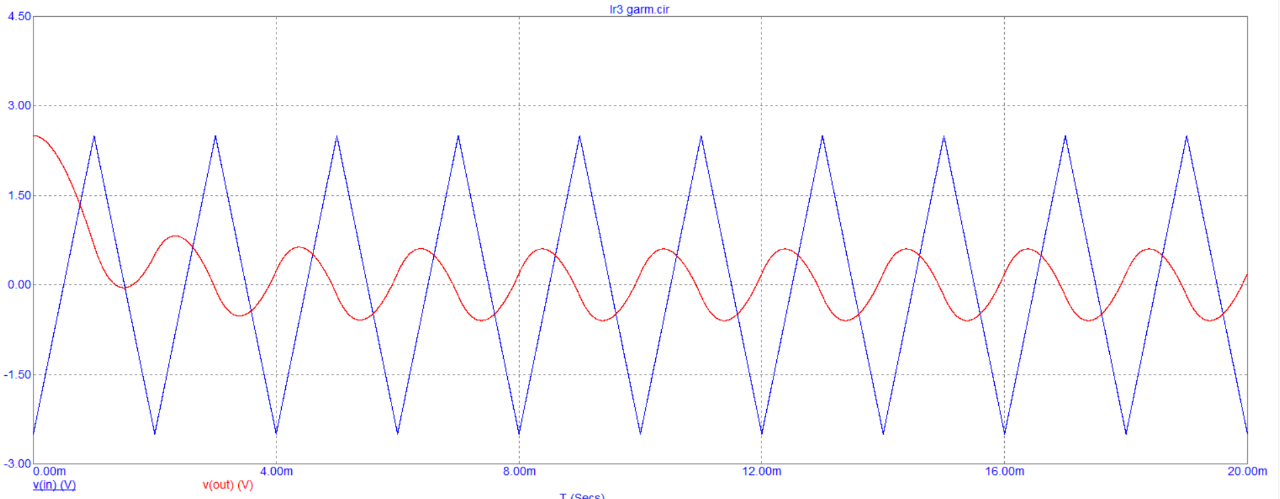 lr3 garm.cir
4.50
3.00
1.50
0.00
-1.50
-3.00
0.00m 4.00m 8.00m 12.00m 16.00m 20.00m
v(in) (V) v(out) (V)
T (Secs)